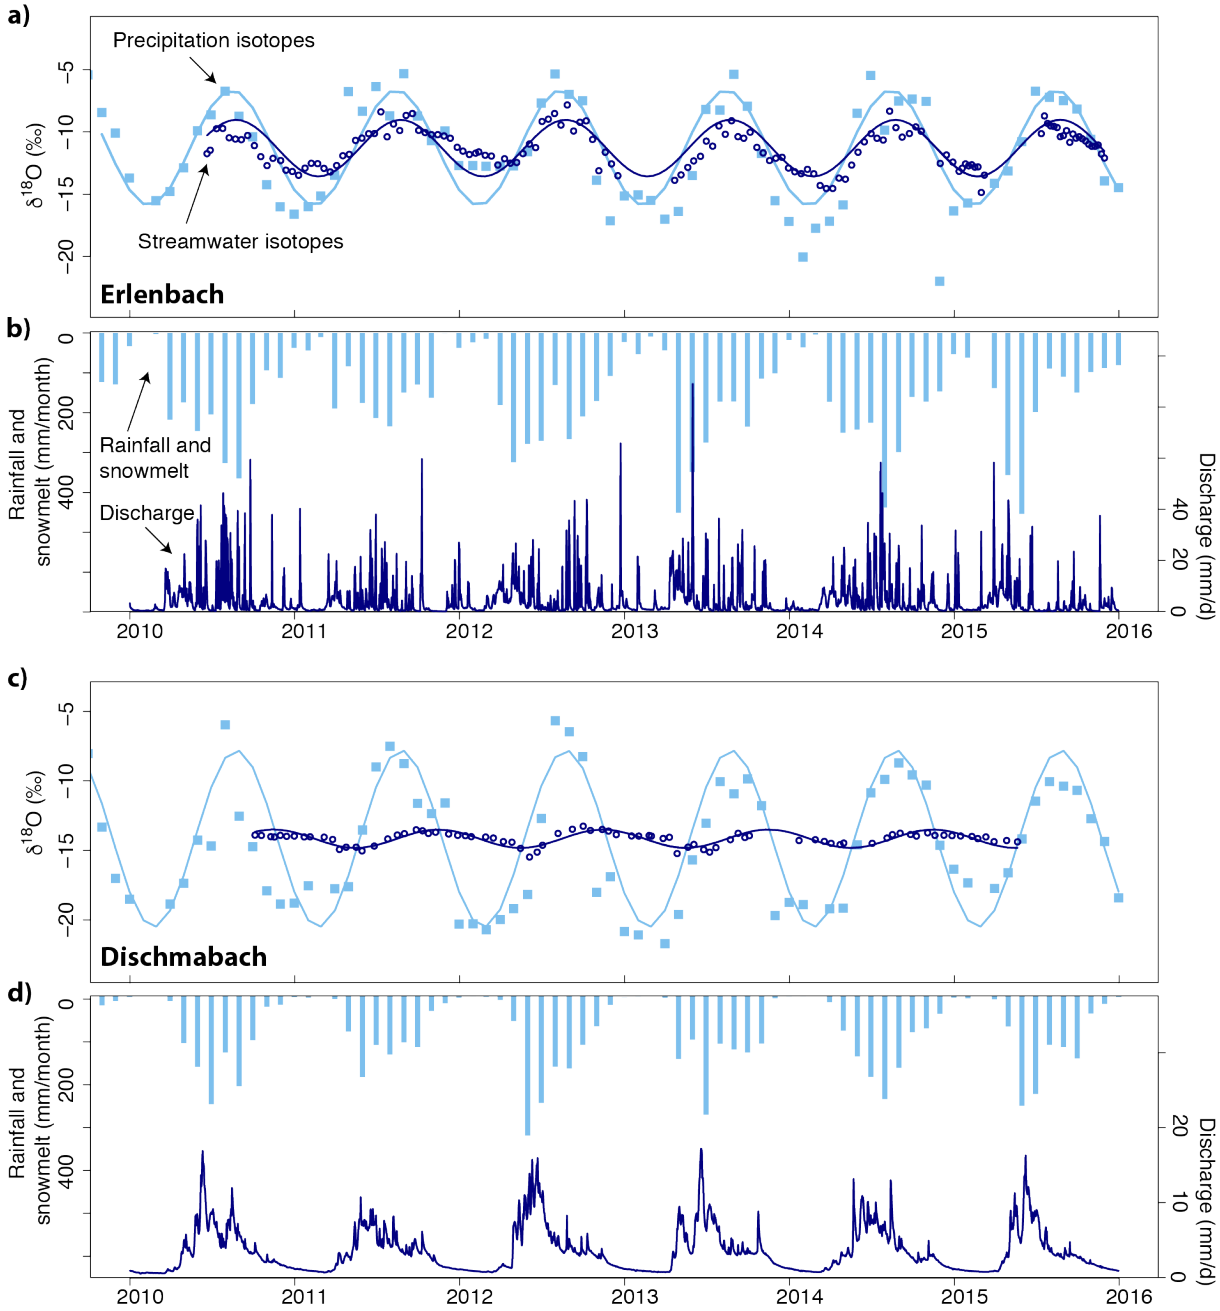 a)
Precipitation isotopes
−5
−10
−15
−20
δ¹⁸O (‰)
Streamwater isotopes
Erlenbach
b)
0
200
400
Rainfall and
snowmelt (mm/month)
Rainfall and
snowmelt
Discharge
40
20
0
Discharge (mm/d)
2010 2011 2012 2013 2014 2015 2016
c)
−5
−10
−15
−20
δ¹⁸O (‰)
Dischmabach
d)
0
200
400
Rainfall and
snowmelt (mm/month)
20
10
0
Discharge (mm/d)
2010 2011 2012 2013 2014 2015 2016